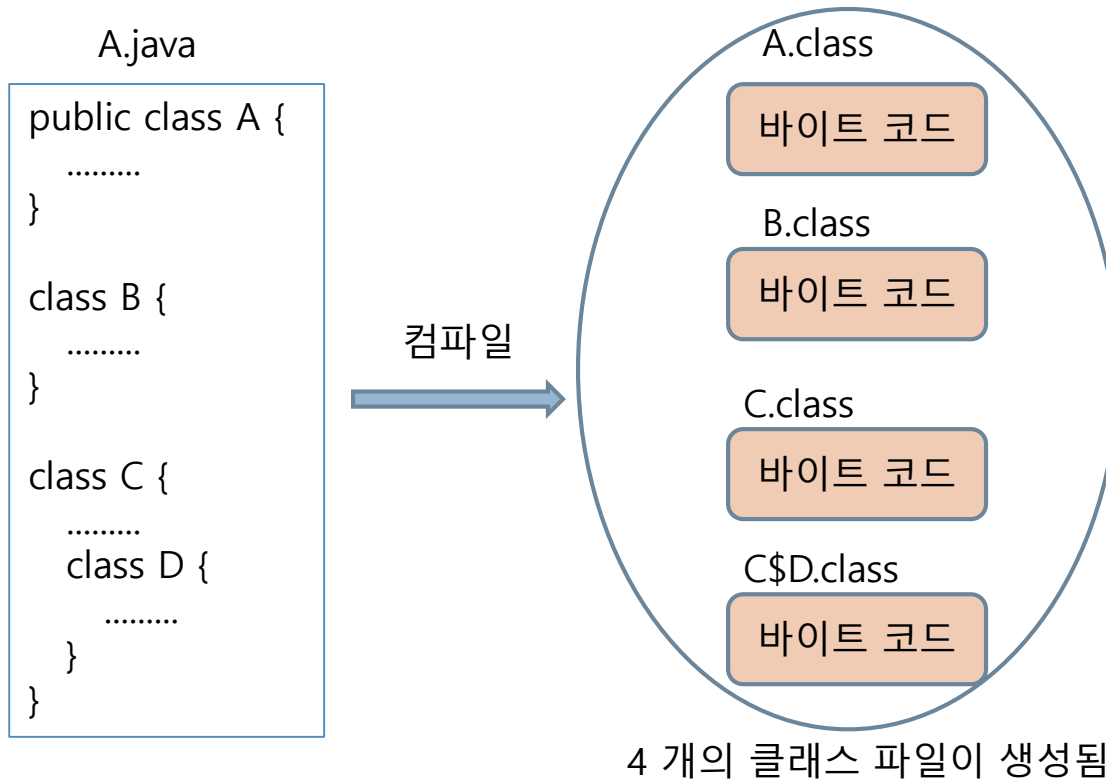 A.java
public class A {
.........
}
class B {
.........
}
class C {
.........
class D {
.........
}
}
컴파일
A.class
바이트 코드
B.class
바이트 코드
C.class
바이트 코드
C$D.class
바이트 코드
4 개의 클래스 파일이 생성됨